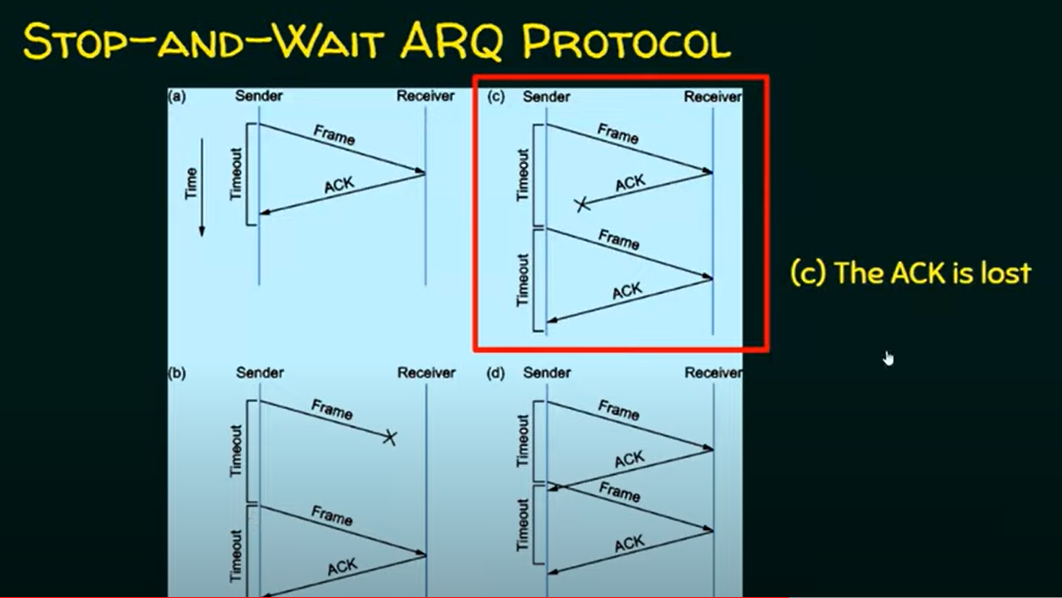 STOP-AND-WAIT ARQ PROTOCOL
(a) Sender Receiver
Time
Timeout
Frame
ACK
(c) Sender Receiver
Timeout
Frame
ACK
Timeout
Frame
ACK
(c) The ACK is lost
(b) Sender Receiver
Timeout
Frame
Timeout
Frame
ACK
(d) Sender Receiver
Timeout
Frame
ACK
Timeout
Frame
ACK